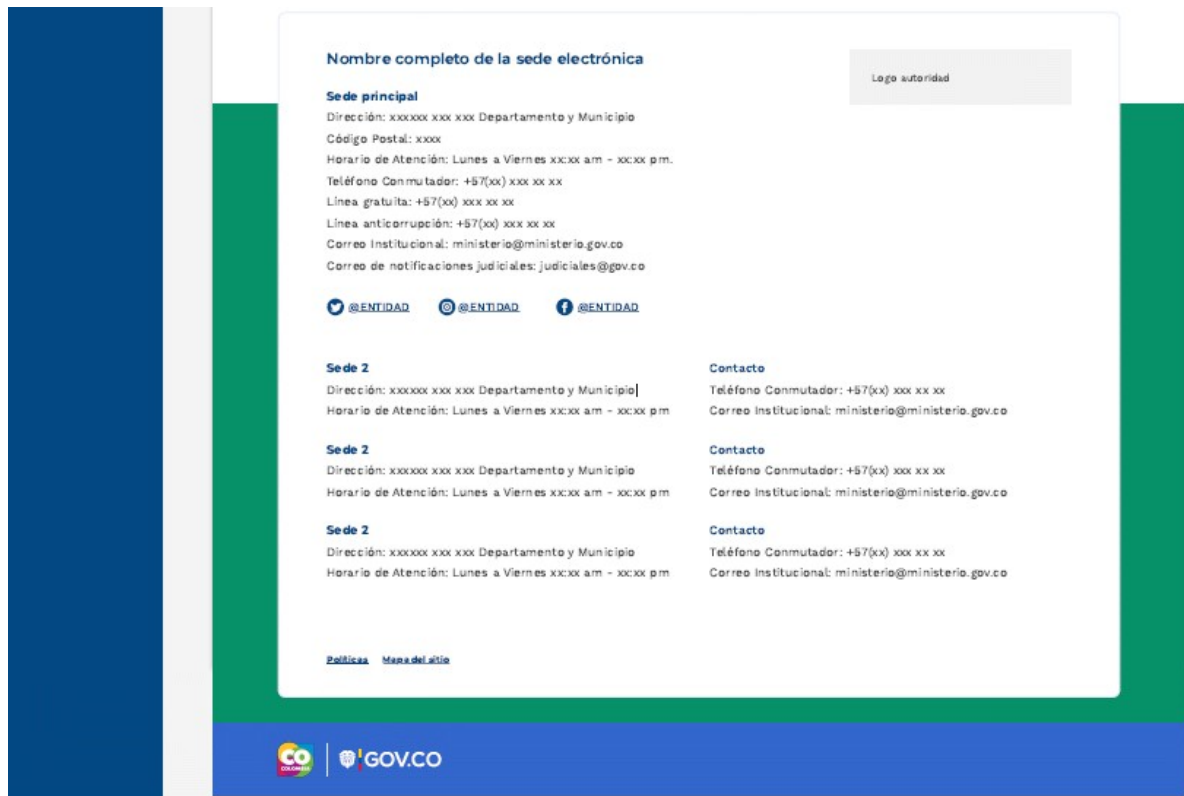 Nombre completo de la sede electrónica
Logo autoridad
Sede principal
Dirección: xxxxxx xxx xxx Departamento y Municipio
Código Postal: xxxx
Horario de Atención: Lunes a Viernes xx:xx am - xx:xx pm.
Teléfono Conmutador: +57(xx) xxx xx xx
Línea gratuita: +57(xx) xxx xx xx
Línea anticorrupción: +57(xx) xxx xx xx
Correo Institucional: ministerio@ministerio.gov.co
Correo de notificaciones judiciales: judiciales@gov.co
@ENTIDAD @ENTIDAD @ENTIDAD
Sede 2
Dirección: xxxxxx xxx xxx Departamento y Municipio
Horario de Atención: Lunes a Viernes xx:xx am - xx:xx pm
Contacto
Teléfono Conmutador: +57(xx) xxx xx xx
Correo Institucional: ministerio@ministerio.gov.co
Sede 2
Dirección: xxxxxx xxx xxx Departamento y Municipio
Horario de Atención: Lunes a Viernes xx:xx am - xx:xx pm
Contacto
Teléfono Conmutador: +57(xx) xxx xx xx
Correo Institucional: ministerio@ministerio.gov.co
Sede 2
Dirección: xxxxxx xxx xxx Departamento y Municipio
Horario de Atención: Lunes a Viernes xx:xx am - xx:xx pm
Contacto
Teléfono Conmutador: +57(xx) xxx xx xx
Correo Institucional: ministerio@ministerio.gov.co
Políticas Mapa del sitio
CO
COLOMBIA
GOV.CO